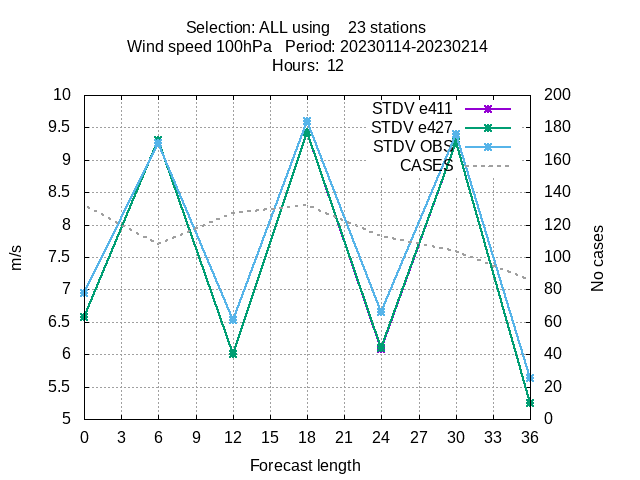 Selection: ALL using    23 stations
Wind speed 100hPa   Period: 20230114-20230214
Hours:  12
10
9.5
9
8.5
8
7.5
7
6.5
6
5.5
5
m/s
STDV e411
STDV e427
STDV OBS
CASES
200
180
160
140
120
100
80
60
40
20
0
No cases
0 3 6 9 12 15 18 21 24 27 30 33 36
Forecast length